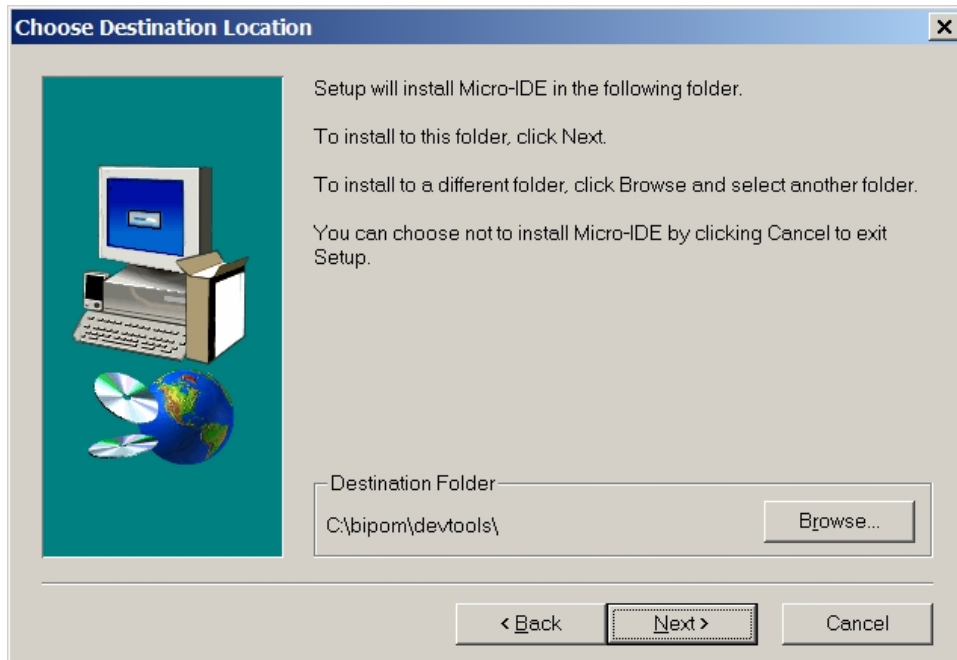 Choose Destination Location
Setup will install Micro-IDE in the following folder.
To install to this folder, click Next.
To install to a different folder, click Browse and select another folder.
You can choose not to install Micro-IDE by clicking Cancel to exit
Setup.
Destination Folder
C:\bipom\devtools\
Browse...
< Back
Next >
Cancel